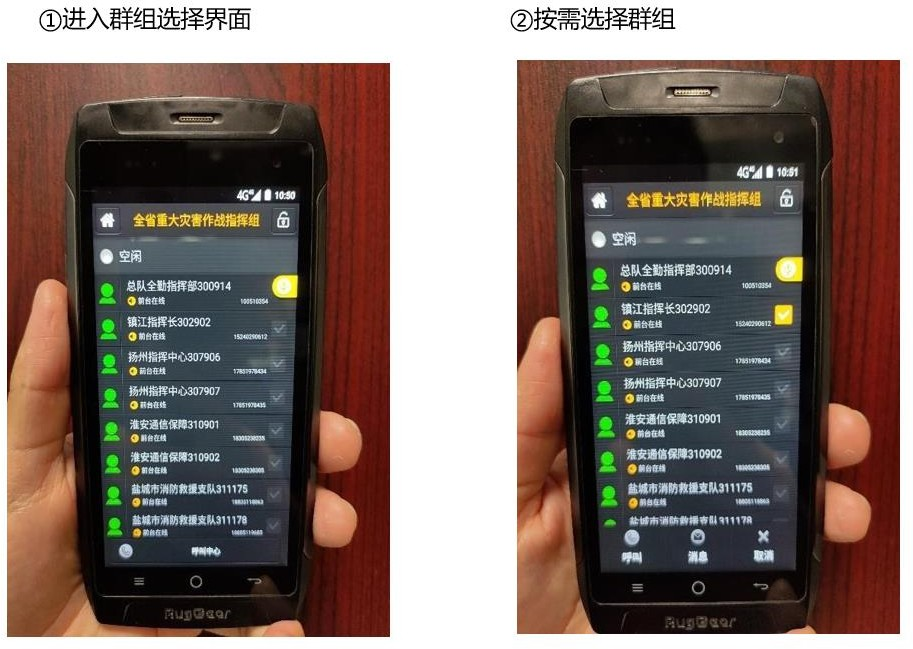 ①进入群组选择界面
②按需选择群组
4G 10:50
全省重大灾害作战指挥组
空闲
总队全勤指挥部300914
前台在线 100510354
镇江指挥长302902
前台在线 15240290612
扬州指挥中心307906
前台在线 17851978434
扬州指挥中心307907
前台在线 17851978435
淮安通信保障310901
前台在线
淮安通信保障310902
前台在线
盐城市消防救援支队311175
前台在线
盐城市消防救援支队311178
前台在线
呼叫中心
RugGear
4G 10:51
全省重大灾害作战指挥组
空闲
总队全勤指挥部300914
前台在线 100510354
镇江指挥长302902
前台在线 15240290612
扬州指挥中心307906
前台在线 17851978434
扬州指挥中心307907
前台在线 17851978435
淮安通信保障310901
前台在线
淮安通信保障310902
前台在线
盐城市消防救援支队311175
前台在线
盐城市消防救援支队311178
呼叫 消息 取消
RugGear